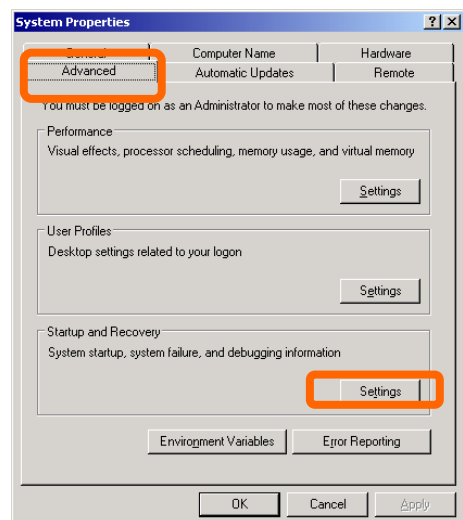 System Properties
General Computer Name Hardware
Advanced Automatic Updates Remote
You must be logged on as an Administrator to make most of these changes.
Performance
Visual effects, processor scheduling, memory usage, and virtual memory
Settings
User Profiles
Desktop settings related to your logon
Settings
Startup and Recovery
System startup, system failure, and debugging information
Settings
Environment Variables Error Reporting
OK Cancel Apply